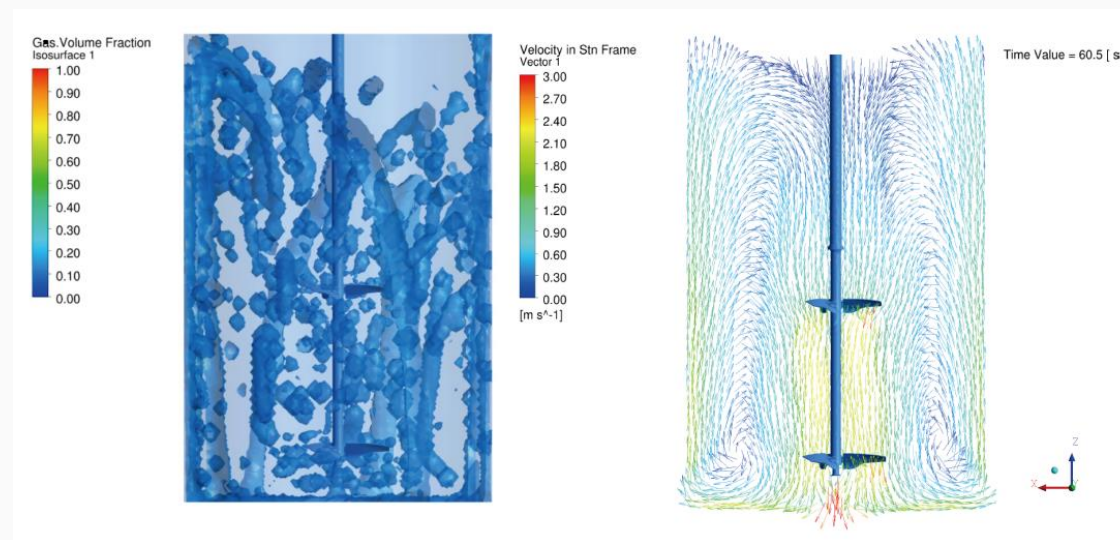 Gas.Volume Fraction
Isosurface 1
1.00
0.90
0.80
0.70
0.60
0.50
0.40
0.30
0.20
0.10
0.00
Velocity in Stn Frame
Vector 1
3.00
2.70
2.40
2.10
1.80
1.50
1.20
0.90
0.60
0.30
0.00
[m s^-1]
Time Value = 60.5 [ s
Z
X
Y